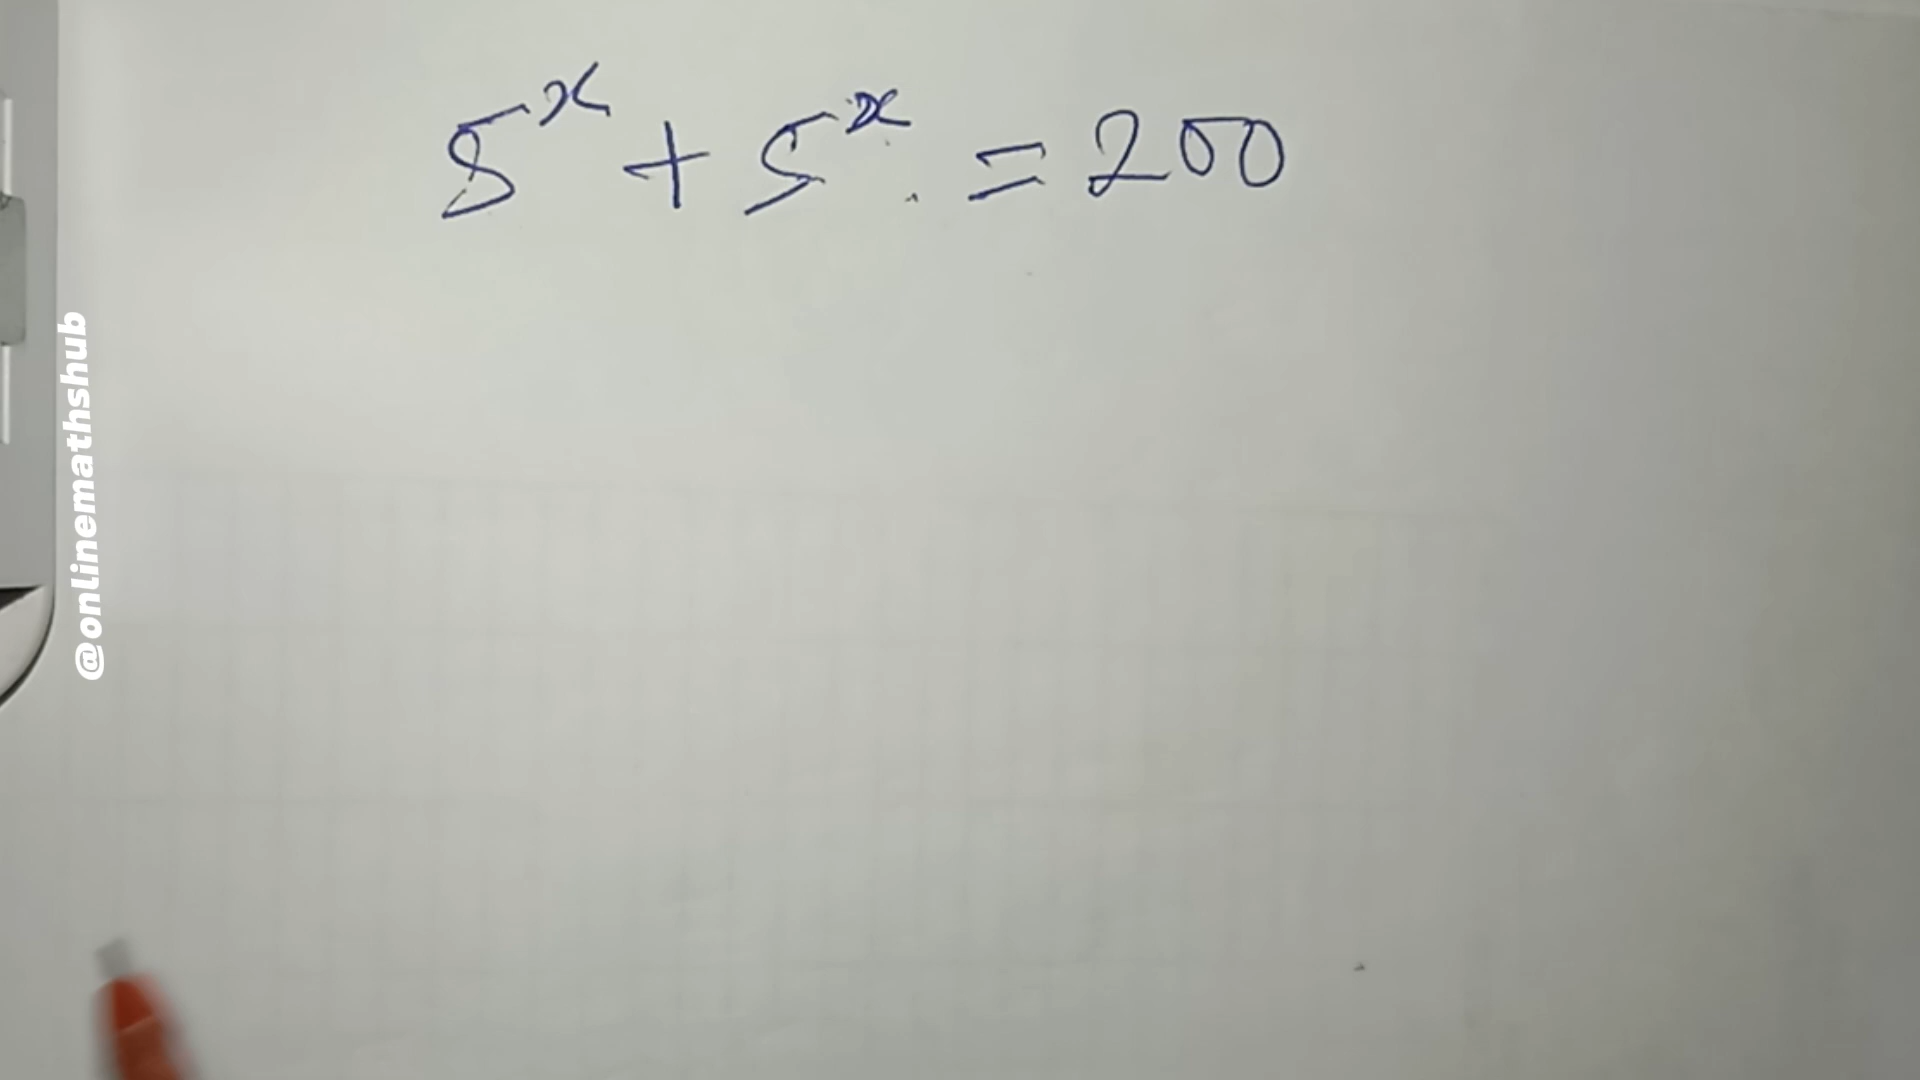 5^x + 5^x = 200
@onlinemathshub